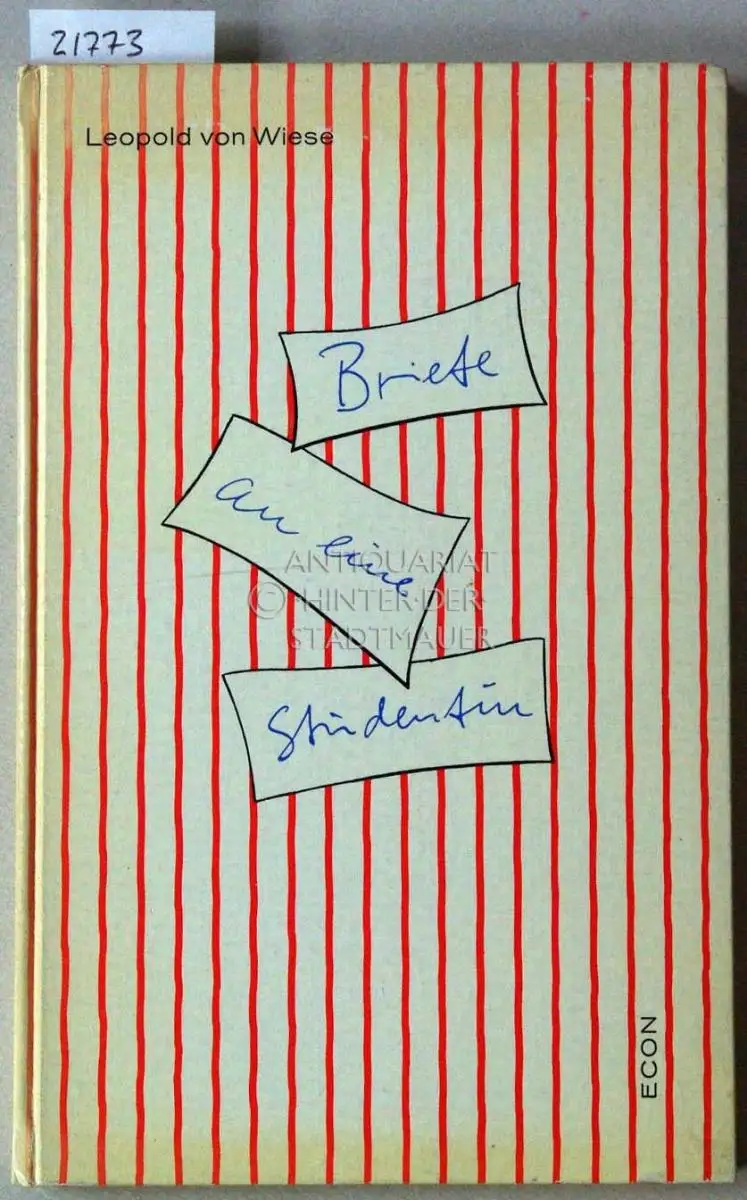 21773
Leopold von Wiese
Briefe
an eine
Studentin
ANTIQUARIAT
© HINTER·DER
STADTMAUER
ECON